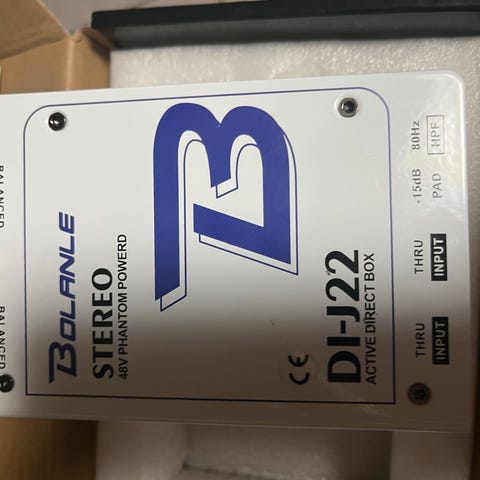 BALANCED
BALANCED
BOLANLE
STEREO
48V PHANTOM POWERD
B
CE
DI-J22
ACTIVE DIRECT BOX
80Hz
HPF
-15dB
PAD
THRU
INPUT
THRU
INPUT